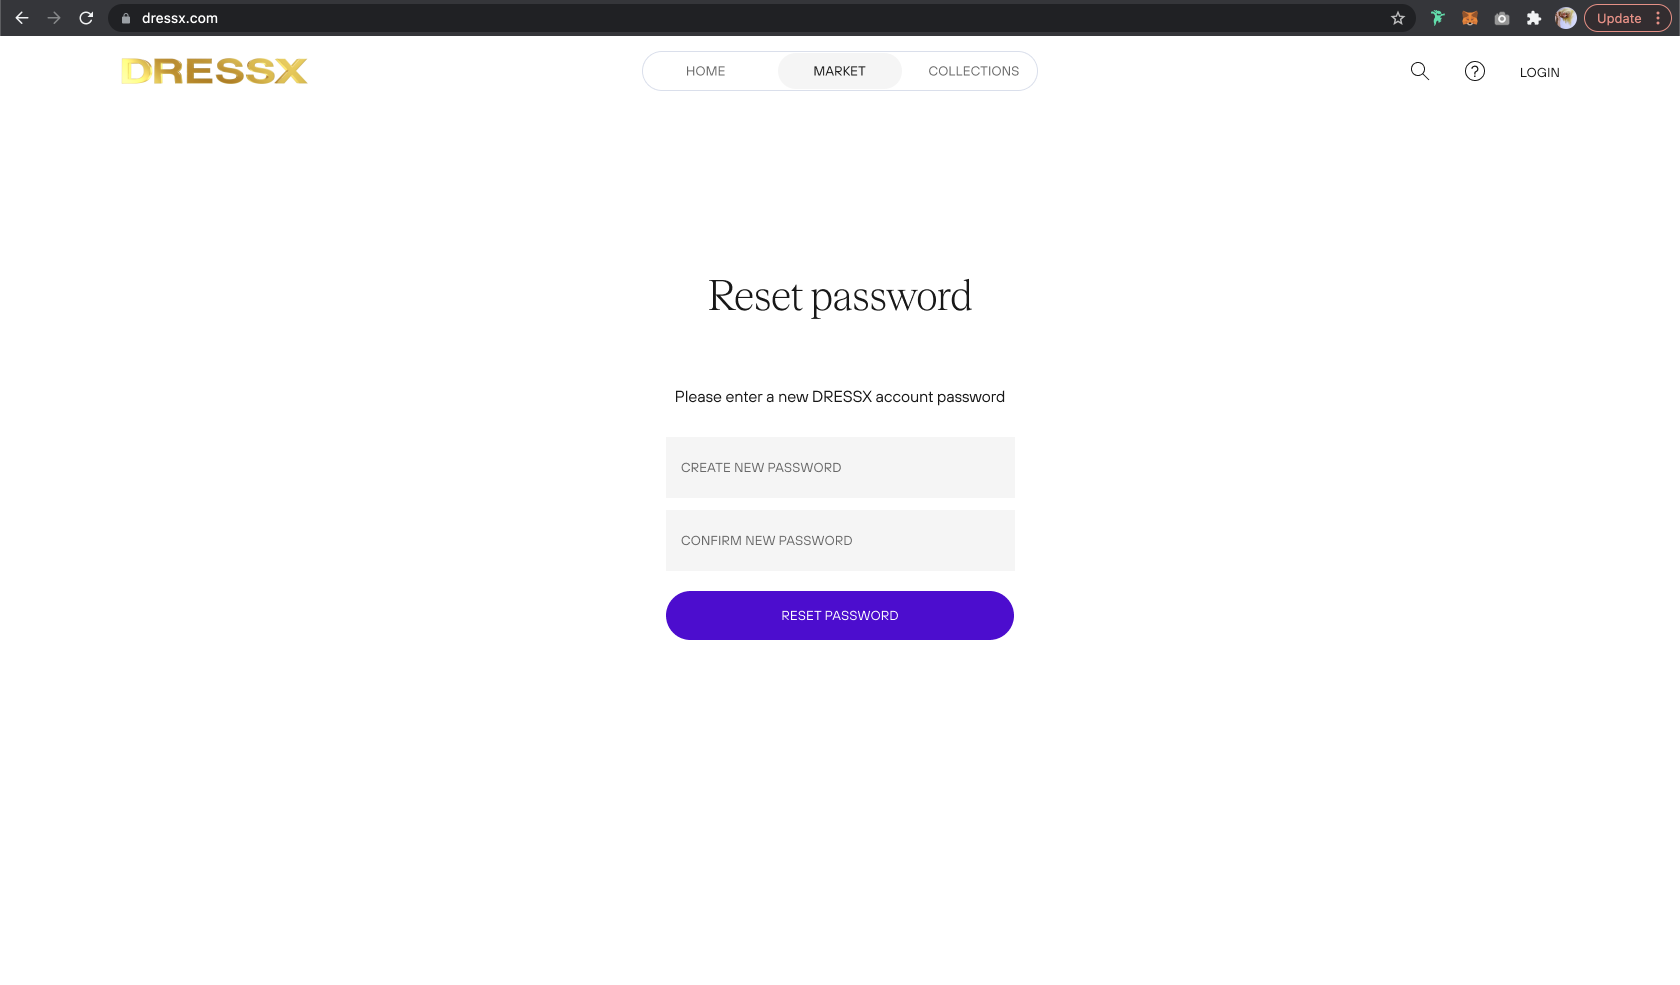 dressx.com
Update
DRESSX
HOME
MARKET
COLLECTIONS
?
LOGIN
Reset password
Please enter a new DRESSX account password
CREATE NEW PASSWORD
CONFIRM NEW PASSWORD
RESET PASSWORD